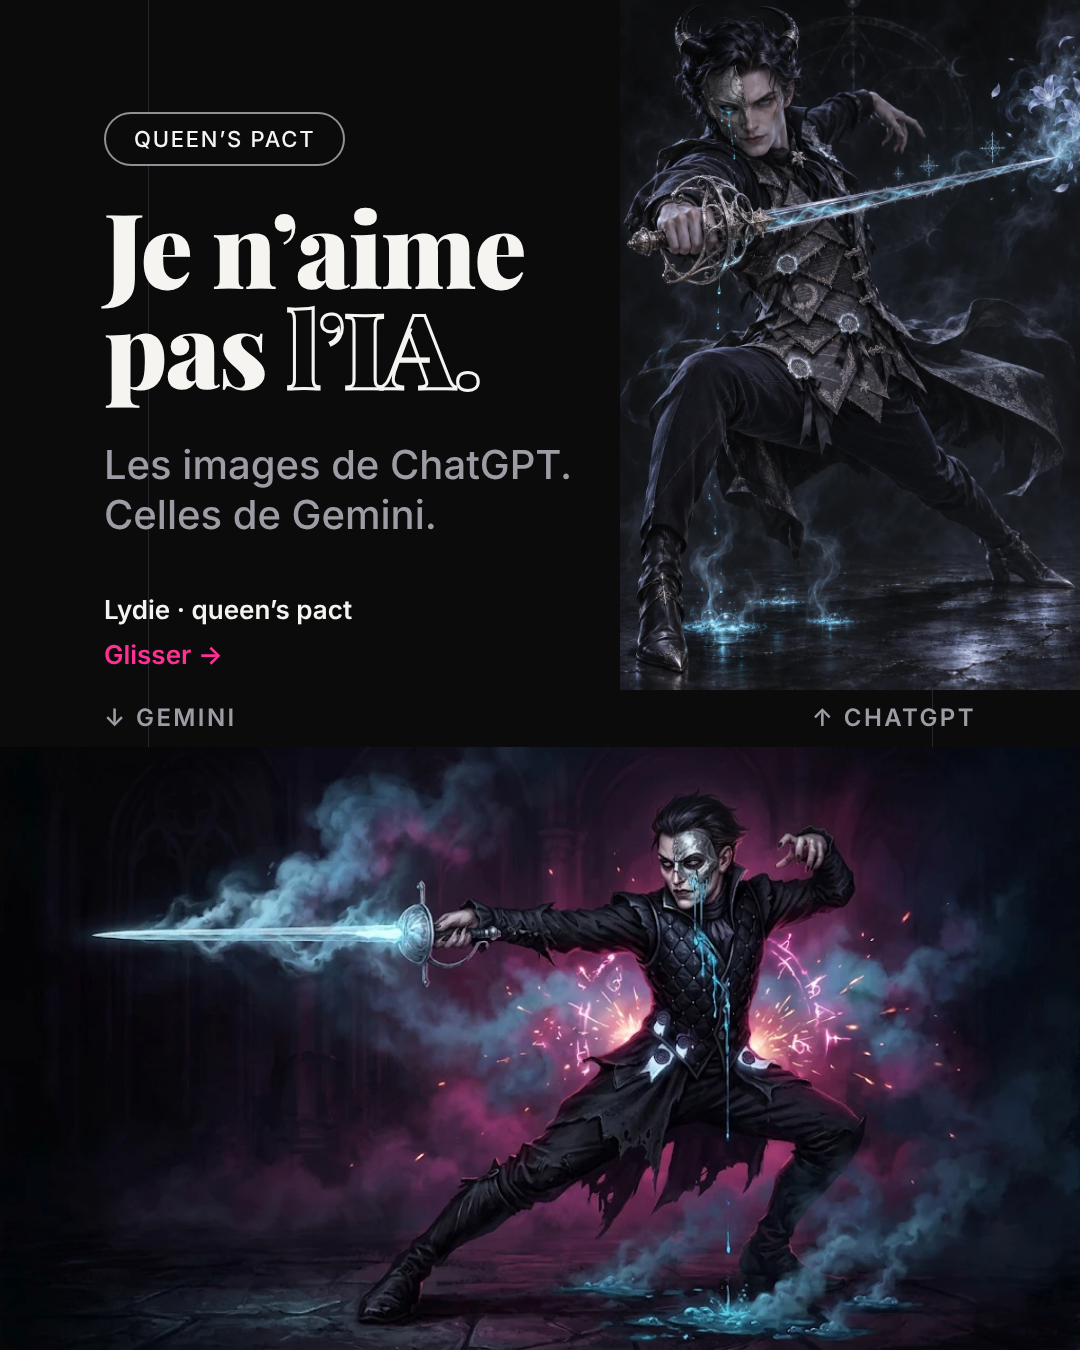 QUEEN’S PACT
Je n’aime
pas l’IA.
Les images de ChatGPT.
Celles de Gemini.
Lydie · queen’s pact
Glisser →
↓ GEMINI
↑ CHATGPT